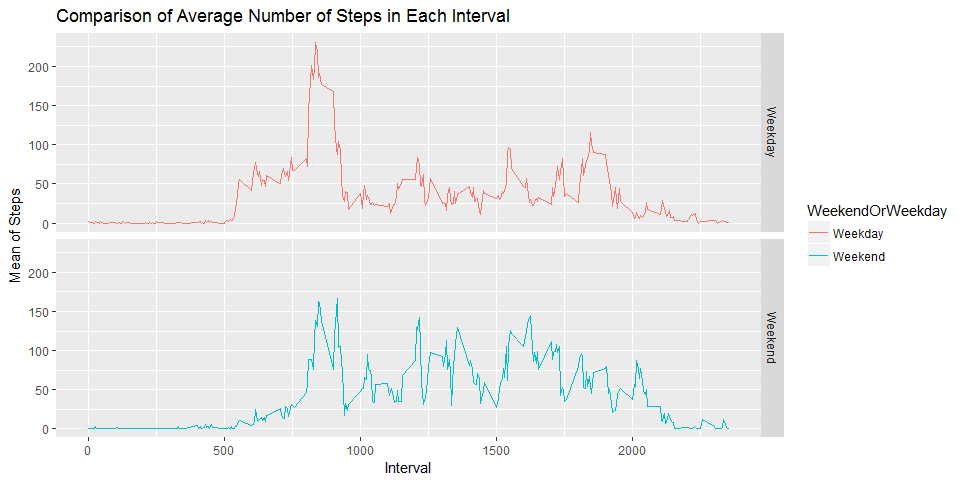 Comparison of Average Number of Steps in Each Interval
Mean of Steps
200
150
100
50
0
Weekday
200
150
100
50
0
Weekend
0 500 1000 1500 2000
Interval
WeekendOrWeekday
Weekday
Weekend